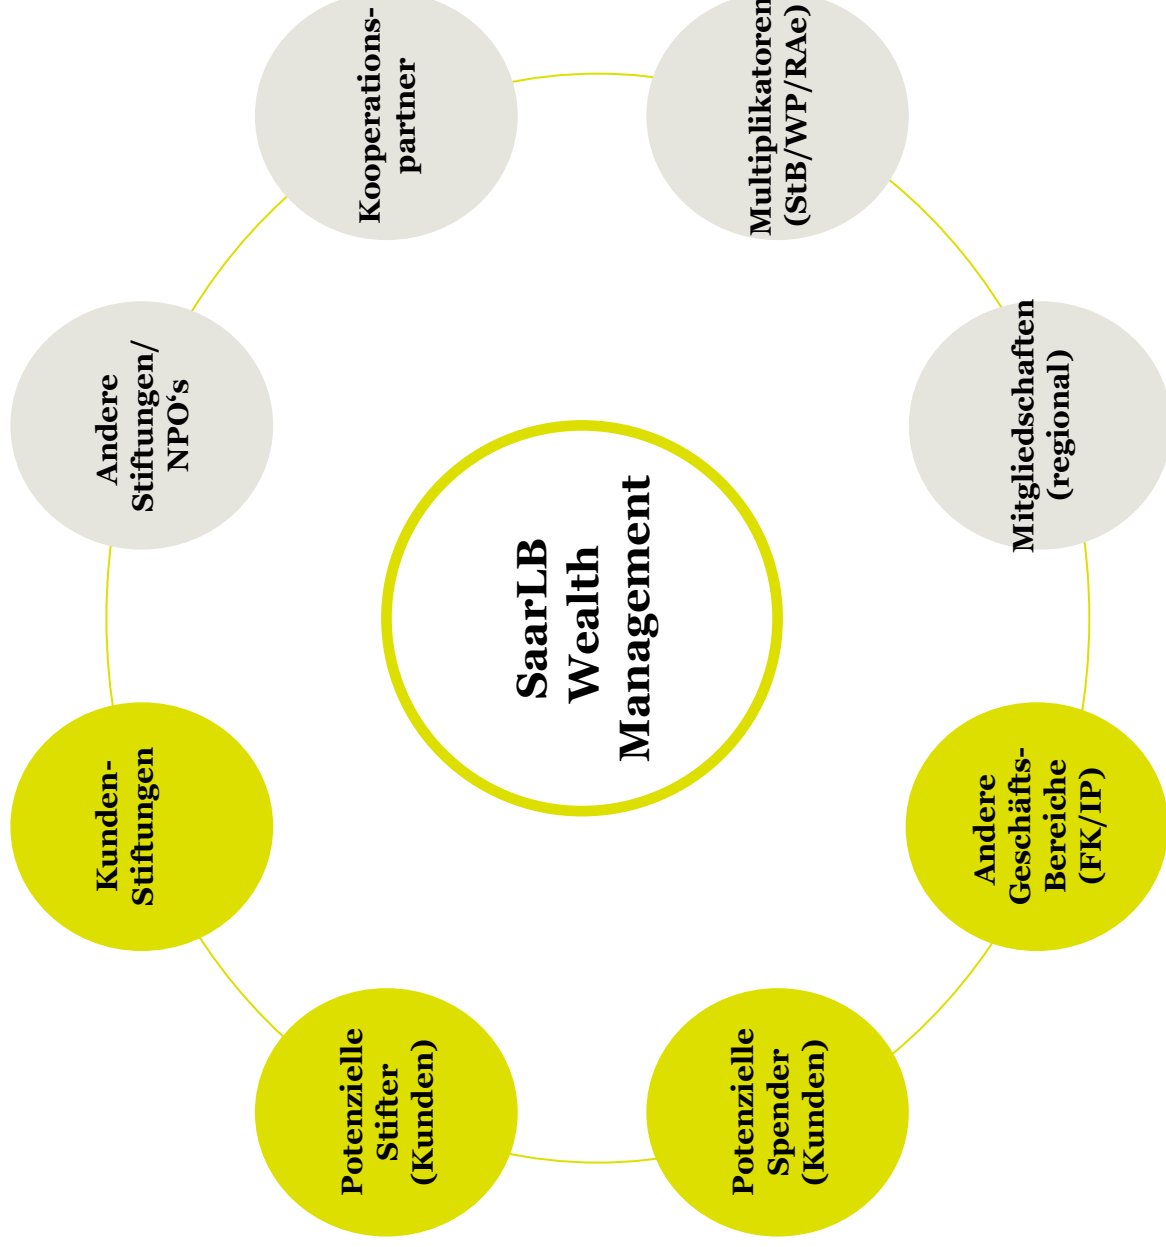 Kunden-
Stiftungen
Andere
Stiftungen/
NPO‘s
Potenzielle
Stifter
(Kunden)
Kooperations-
partner
SaarLB
Wealth
Management
Potenzielle
Spender
(Kunden)
Multiplikatoren
(StB/WP/RAe)
Andere
Geschäfts-
Bereiche
(FK/IP)
Mitgliedschaften
(regional)